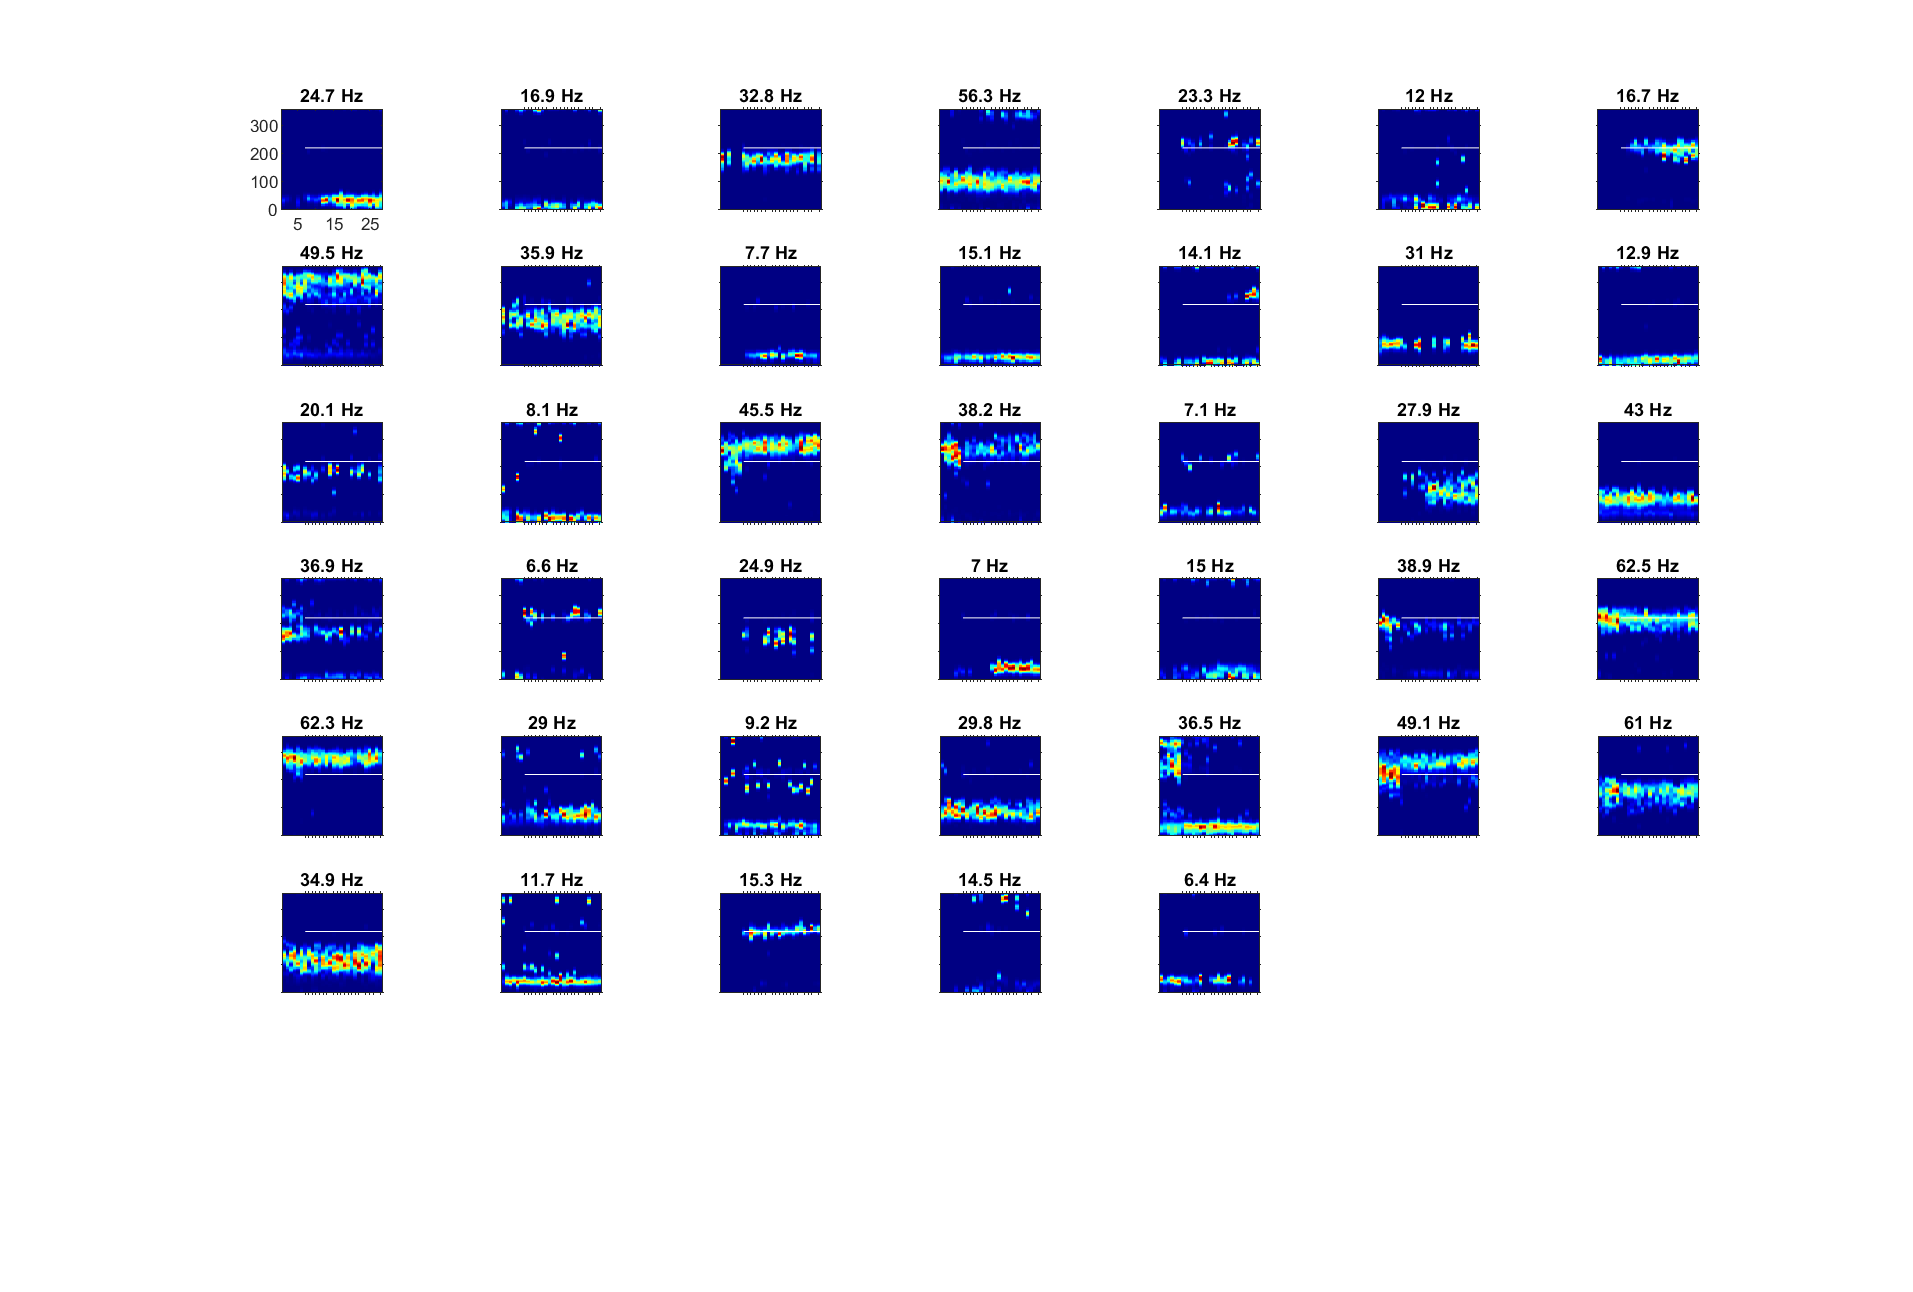 24.7 Hz 16.9 Hz 32.8 Hz 56.3 Hz 23.3 Hz 12 Hz 16.7 Hz
300
200
100
0
5 15 25
49.5 Hz 35.9 Hz 7.7 Hz 15.1 Hz 14.1 Hz 31 Hz 12.9 Hz
20.1 Hz 8.1 Hz 45.5 Hz 38.2 Hz 7.1 Hz 27.9 Hz 43 Hz
36.9 Hz 6.6 Hz 24.9 Hz 7 Hz 15 Hz 38.9 Hz 62.5 Hz
62.3 Hz 29 Hz 9.2 Hz 29.8 Hz 36.5 Hz 49.1 Hz 61 Hz
34.9 Hz 11.7 Hz 15.3 Hz 14.5 Hz 6.4 Hz